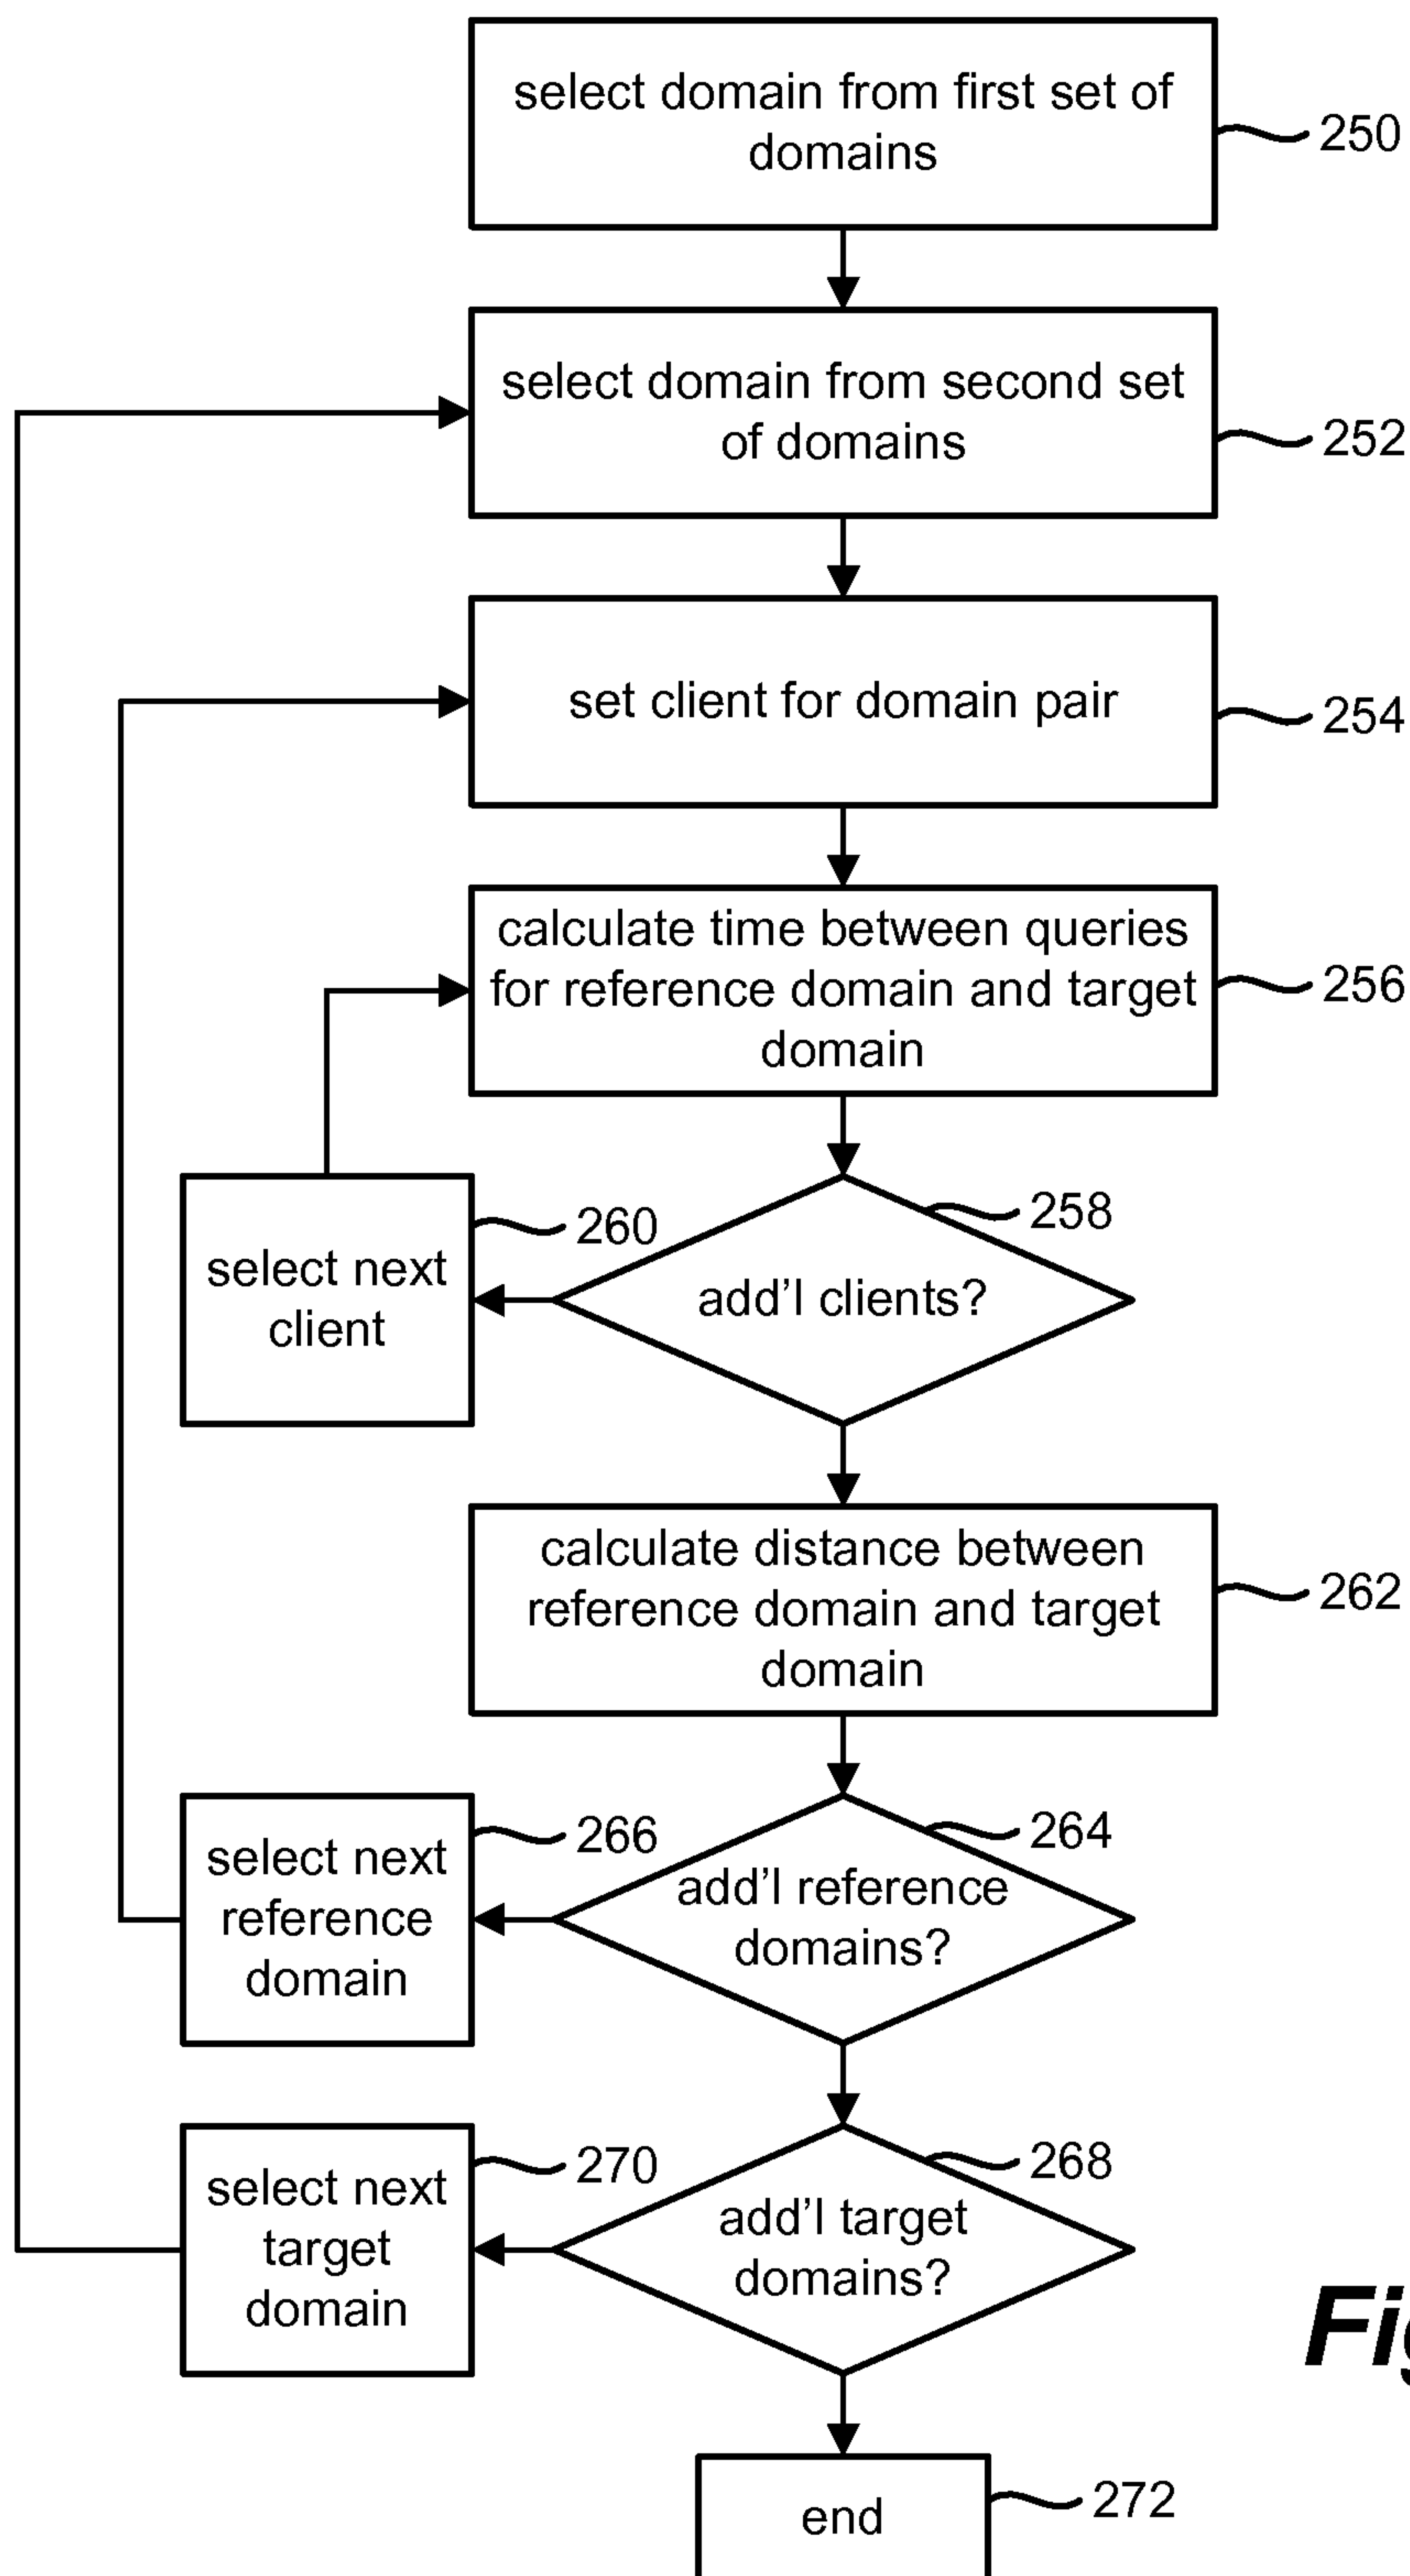 select domain from first set of
domains
250
select domain from second set
of domains
252
set client for domain pair
254
calculate time between queries
for reference domain and target
domain
256
258
260
select next
client
add'l clients?
calculate distance between
reference domain and target
domain
262
264
266
select next
reference
domain
add'l reference
domains?
268
270
select next
target
domain
add'l target
domains?
end
272